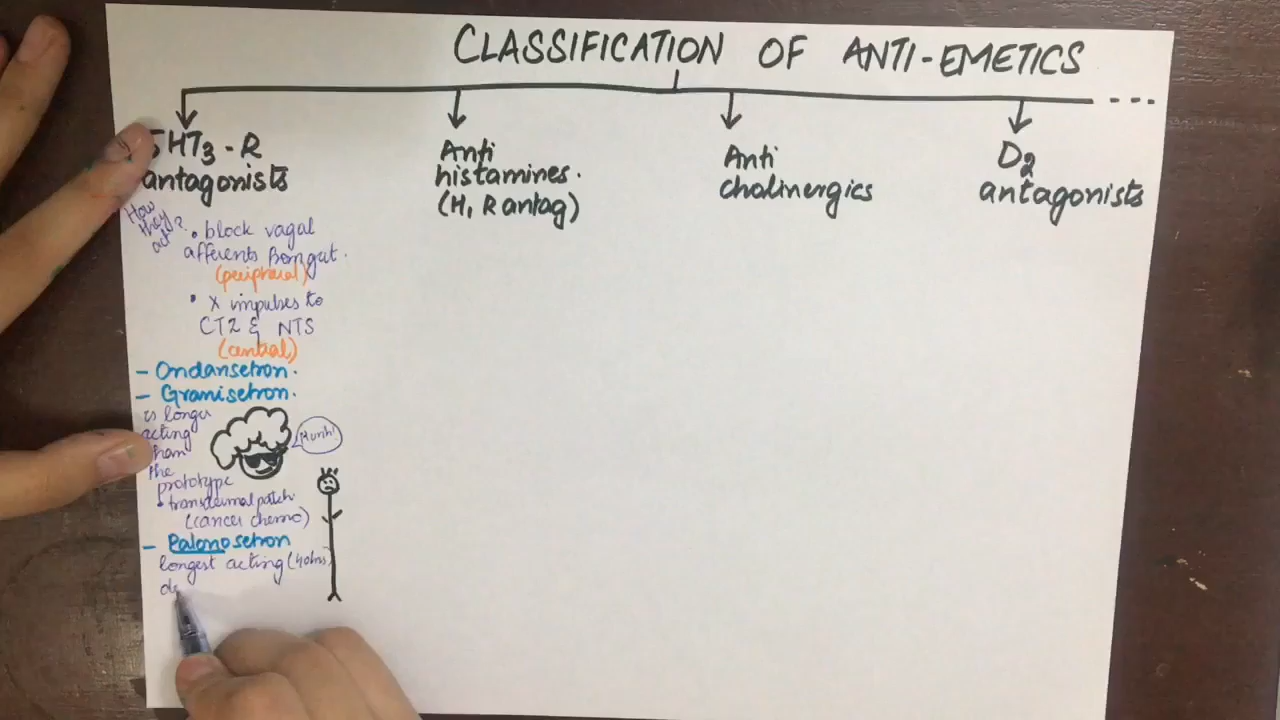 CLASSIFICATION OF ANTI-EMETICS
5HT3-R
antagonists
How
they
act?
• block vagal
afferents from gut.
(peripheral)
• X impulses to
CTZ & NTS
(central)
- Ondansetron.
- Granisetron.
is longer
acting
than
the
prototype
• transdermal patch
(cancer chemo)
- Palonosetron
longest acting (40hrs)
de
Anti
histamines.
(H1 R antag)
Anti
cholinergics
D2
antagonists